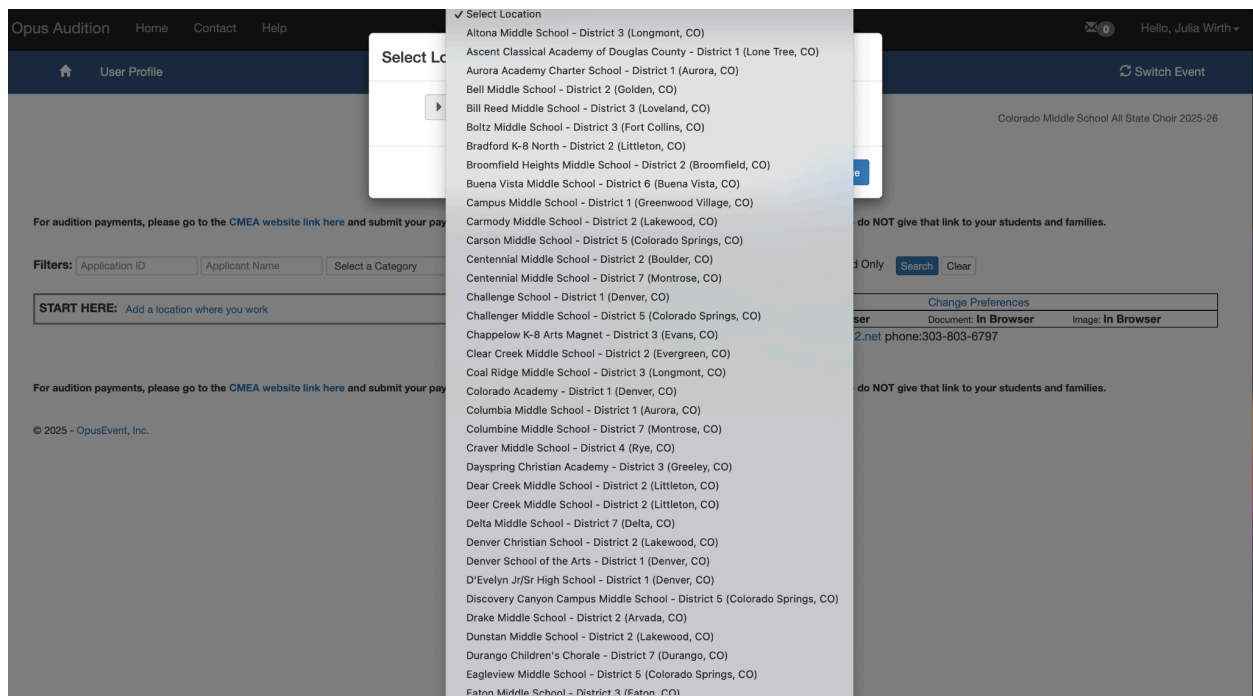 Opus Audition Home Contact Help 0 Hello, Julia Wirth
User Profile Switch Event
Colorado Middle School All State Choir 2025-26
Select Lo
For audition payments, please go to the CMEA website link here and submit your pay do NOT give that link to your students and families.
Filters: Application ID Applicant Name Select a Category d Only Search Clear
START HERE: Add a location where you work Change Preferences
ser Document: In Browser Image: In Browser
2.net phone:303-803-6797
For audition payments, please go to the CMEA website link here and submit your pay do NOT give that link to your students and families.
© 2025 - OpusEvent, Inc.
✓ Select Location
Altona Middle School - District 3 (Longmont, CO)
Ascent Classical Academy of Douglas County - District 1 (Lone Tree, CO)
Aurora Academy Charter School - District 1 (Aurora, CO)
Bell Middle School - District 2 (Golden, CO)
Bill Reed Middle School - District 3 (Loveland, CO)
Boltz Middle School - District 3 (Fort Collins, CO)
Bradford K-8 North - District 2 (Littleton, CO)
Broomfield Heights Middle School - District 2 (Broomfield, CO)
Buena Vista Middle School - District 6 (Buena Vista, CO)
Campus Middle School - District 1 (Greenwood Village, CO)
Carmody Middle School - District 2 (Lakewood, CO)
Carson Middle School - District 5 (Colorado Springs, CO)
Centennial Middle School - District 2 (Boulder, CO)
Centennial Middle School - District 7 (Montrose, CO)
Challenge School - District 1 (Denver, CO)
Challenger Middle School - District 5 (Colorado Springs, CO)
Chappelow K-8 Arts Magnet - District 3 (Evans, CO)
Clear Creek Middle School - District 2 (Evergreen, CO)
Coal Ridge Middle School - District 3 (Longmont, CO)
Colorado Academy - District 1 (Denver, CO)
Columbia Middle School - District 1 (Aurora, CO)
Columbine Middle School - District 7 (Montrose, CO)
Craver Middle School - District 4 (Rye, CO)
Dayspring Christian Academy - District 3 (Greeley, CO)
Dear Creek Middle School - District 2 (Littleton, CO)
Deer Creek Middle School - District 2 (Littleton, CO)
Delta Middle School - District 7 (Delta, CO)
Denver Christian School - District 2 (Lakewood, CO)
Denver School of the Arts - District 1 (Denver, CO)
D'Evelyn Jr/Sr High School - District 1 (Denver, CO)
Discovery Canyon Campus Middle School - District 5 (Colorado Springs, CO)
Drake Middle School - District 2 (Arvada, CO)
Dunstan Middle School - District 2 (Lakewood, CO)
Durango Children's Chorale - District 7 (Durango, CO)
Eagleview Middle School - District 5 (Colorado Springs, CO)
Eaton Middle School - District 3 (Eaton, CO)